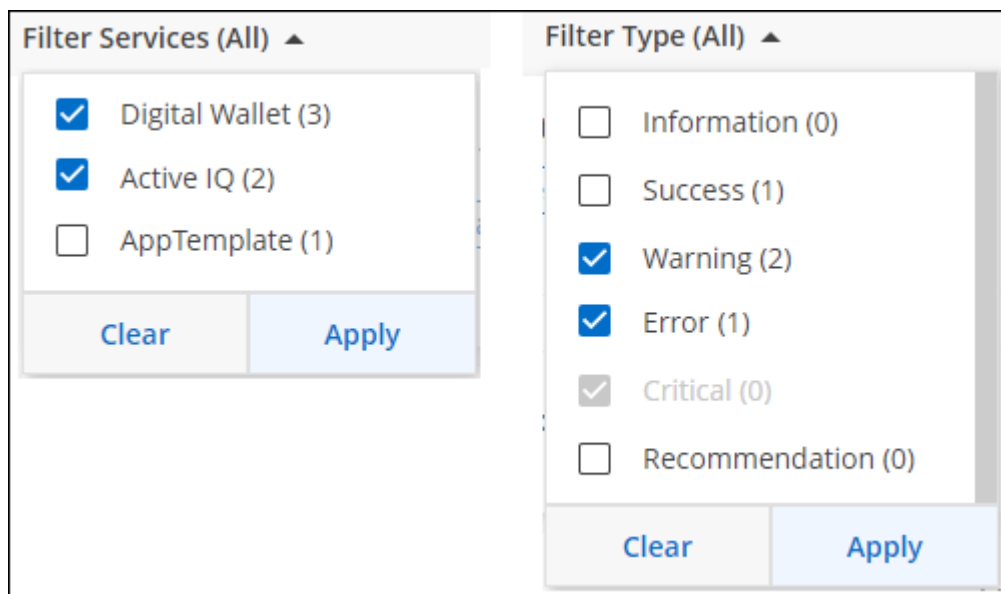 Filter Services (All)
Digital Wallet (3)
Active IQ (2)
AppTemplate (1)
Clear
Apply
Filter Type (All)
Information (0)
Success (1)
Warning (2)
Error (1)
Critical (0)
Recommendation (0)
Clear
Apply